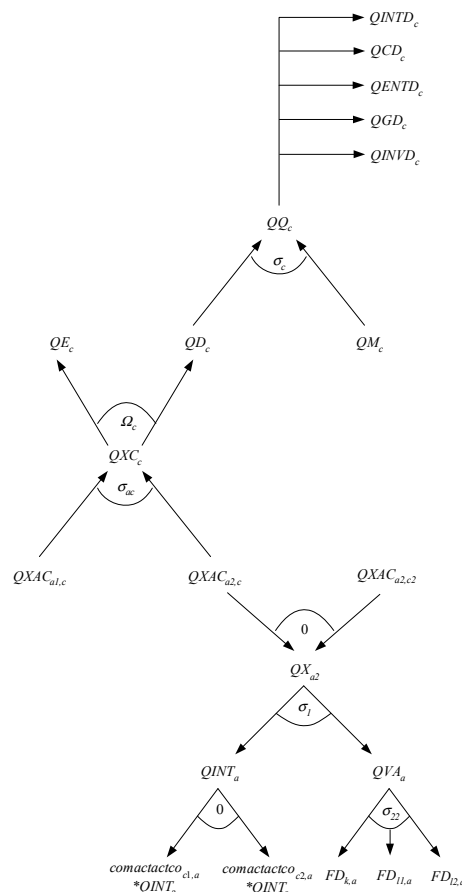 QINTD_c
QCD_c
QENTD_c
QGD_c
QINVD_c
QQ_c
σ_c
QE_c QD_c QM_c
Ω_c
QXC_c
σ_ac
QXAC_a1,c QXAC_a2,c QXAC_a2,c2
0
QX_a2
σ_1
QINT_a QVA_a
0 σ_22
comactactco_c1,a comactactco_c2,a FD_k,a FD_l1,a FD_l2,a
*QINT_a *QINT_a